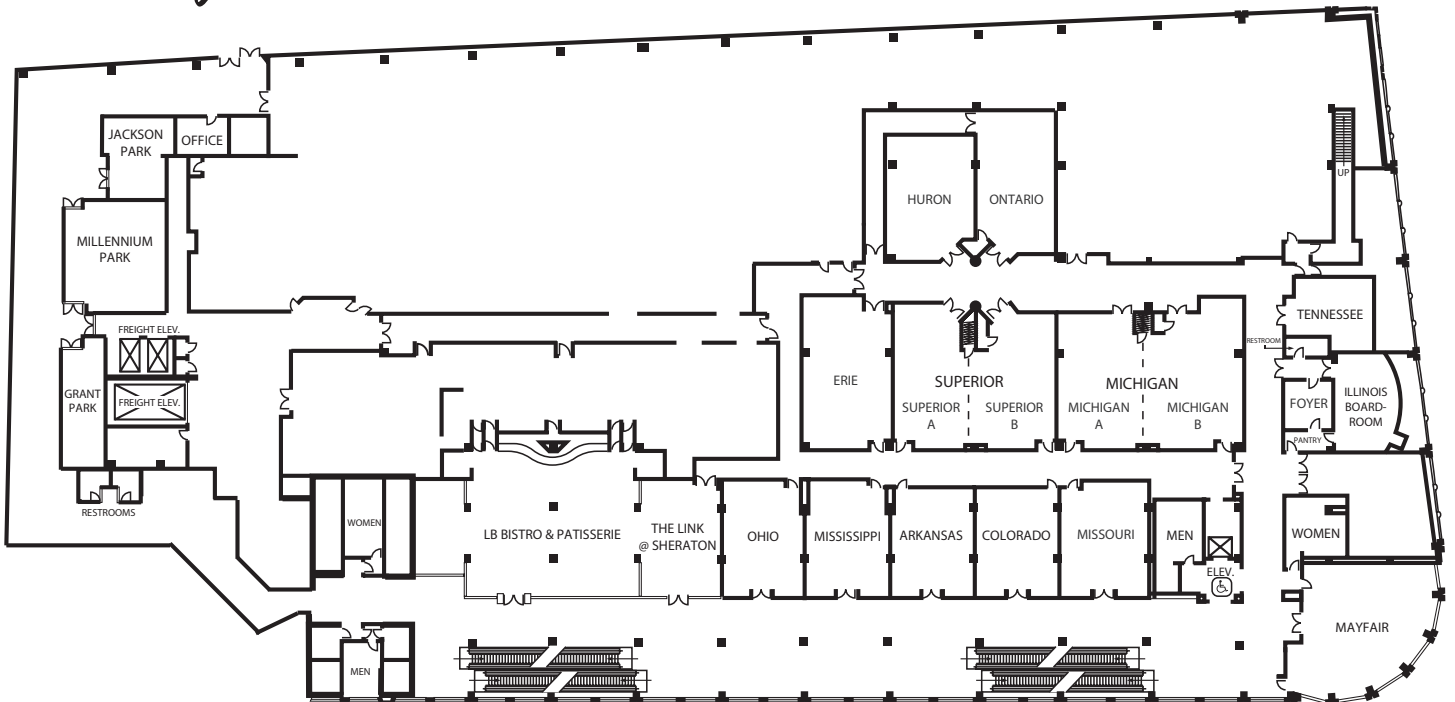 JACKSON
PARK
OFFICE
HURON
ONTARIO
UP
MILLENNIUM
PARK
TENNESSEE
FREIGHT ELEV.
RESTROOM
GRANT
PARK
FREIGHT ELEV.
ERIE
SUPERIOR
SUPERIOR
A
SUPERIOR
B
MICHIGAN
MICHIGAN
A
MICHIGAN
B
FOYER
ILLINOIS
BOARD-
ROOM
PANTRY
RESTROOMS
WOMEN
LB BISTRO & PATISSERIE
THE LINK
@ SHERATON
OHIO
MISSISSIPPI
ARKANSAS
COLORADO
MISSOURI
MEN
ELEV.
WOMEN
MAYFAIR
MEN